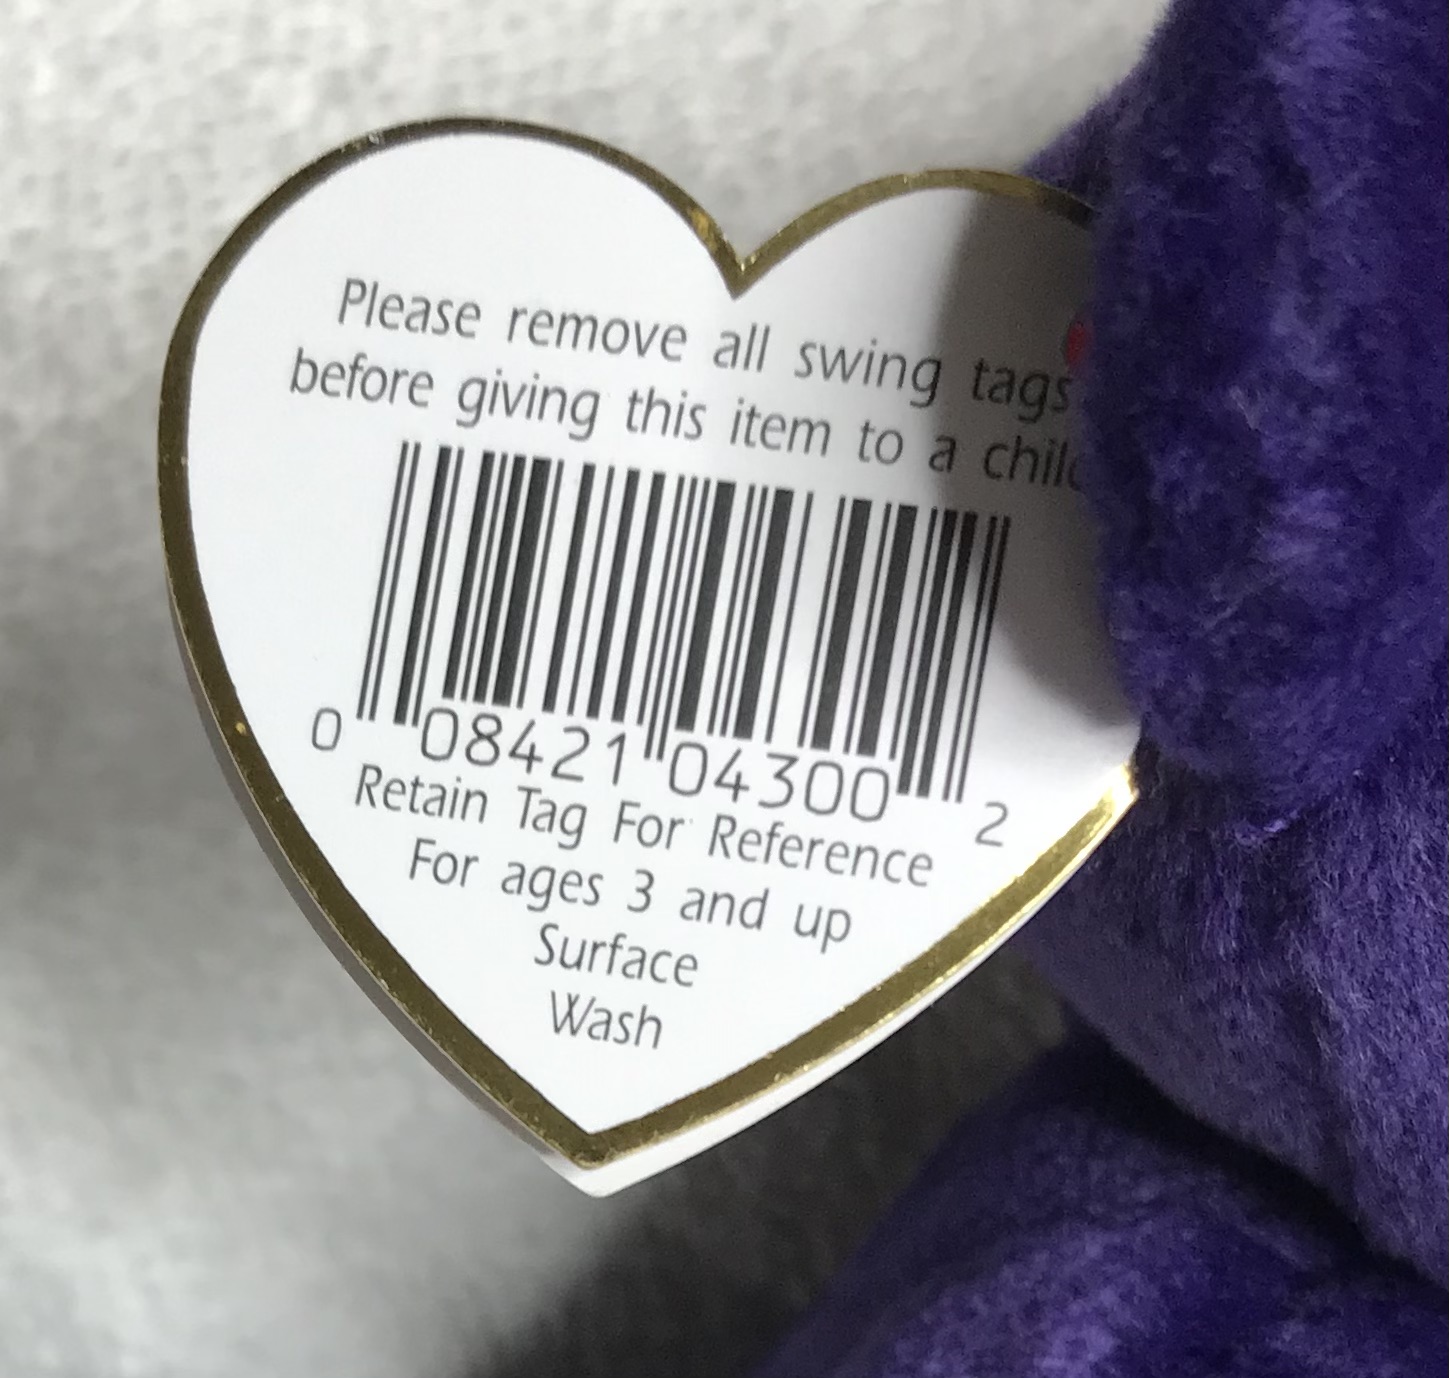 Please remove all swing tags
before giving this item to a
0 08421 04300 2
Retain Tag For Reference
For ages 3 and up
Surface
Wash